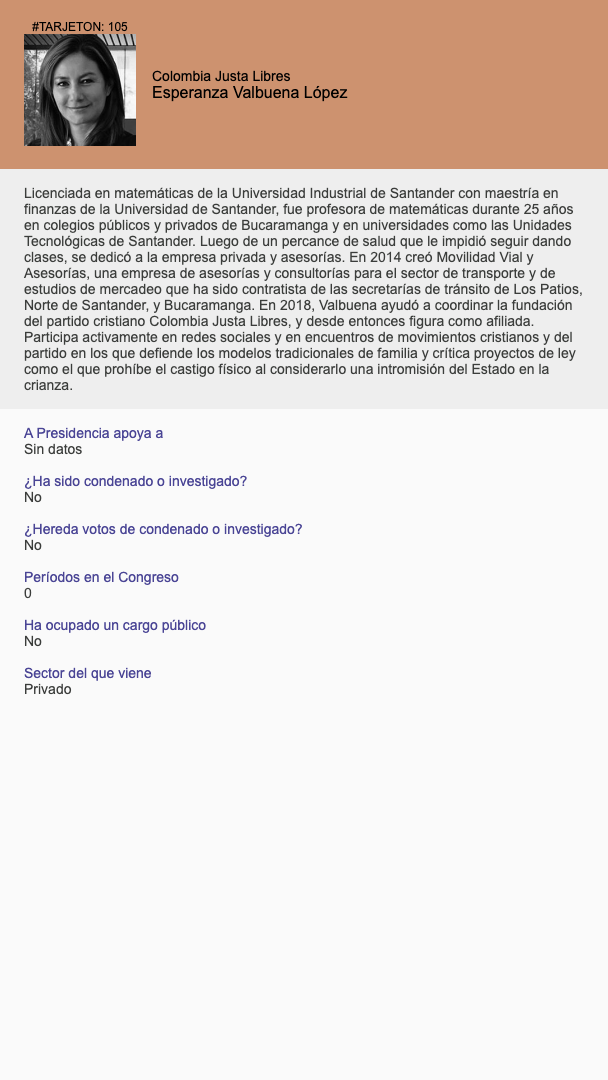 #TARJETON: 105
Colombia Justa Libres
Esperanza Valbuena López
Licenciada en matemáticas de la Universidad Industrial de Santander con maestría en
finanzas de la Universidad de Santander, fue profesora de matemáticas durante 25 años
en colegios públicos y privados de Bucaramanga y en universidades como las Unidades
Tecnológicas de Santander. Luego de un percance de salud que le impidió seguir dando
clases, se dedicó a la empresa privada y asesorías. En 2014 creó Movilidad Vial y
Asesorías, una empresa de asesorías y consultorías para el sector de transporte y de
estudios de mercadeo que ha sido contratista de las secretarías de tránsito de Los Patios,
Norte de Santander, y Bucaramanga. En 2018, Valbuena ayudó a coordinar la fundación
del partido cristiano Colombia Justa Libres, y desde entonces figura como afiliada.
Participa activamente en redes sociales y en encuentros de movimientos cristianos y del
partido en los que defiende los modelos tradicionales de familia y crítica proyectos de ley
como el que prohíbe el castigo físico al considerarlo una intromisión del Estado en la
crianza.
A Presidencia apoya a
Sin datos
¿Ha sido condenado o investigado?
No
¿Hereda votos de condenado o investigado?
No
Períodos en el Congreso
0
Ha ocupado un cargo público
No
Sector del que viene
Privado